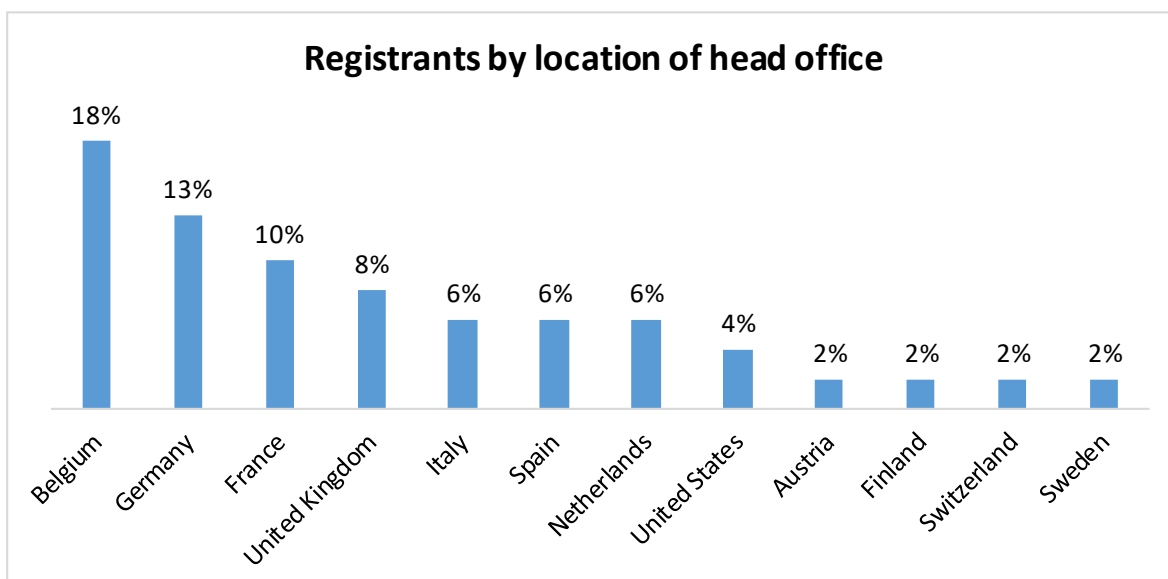 Registrants by location of head office
18%
13%
10%
8%
6%
6%
6%
4%
2%
2%
2%
2%
Belgium
Germany
France
United Kingdom
Italy
Spain
Netherlands
United States
Austria
Finland
Switzerland
Sweden